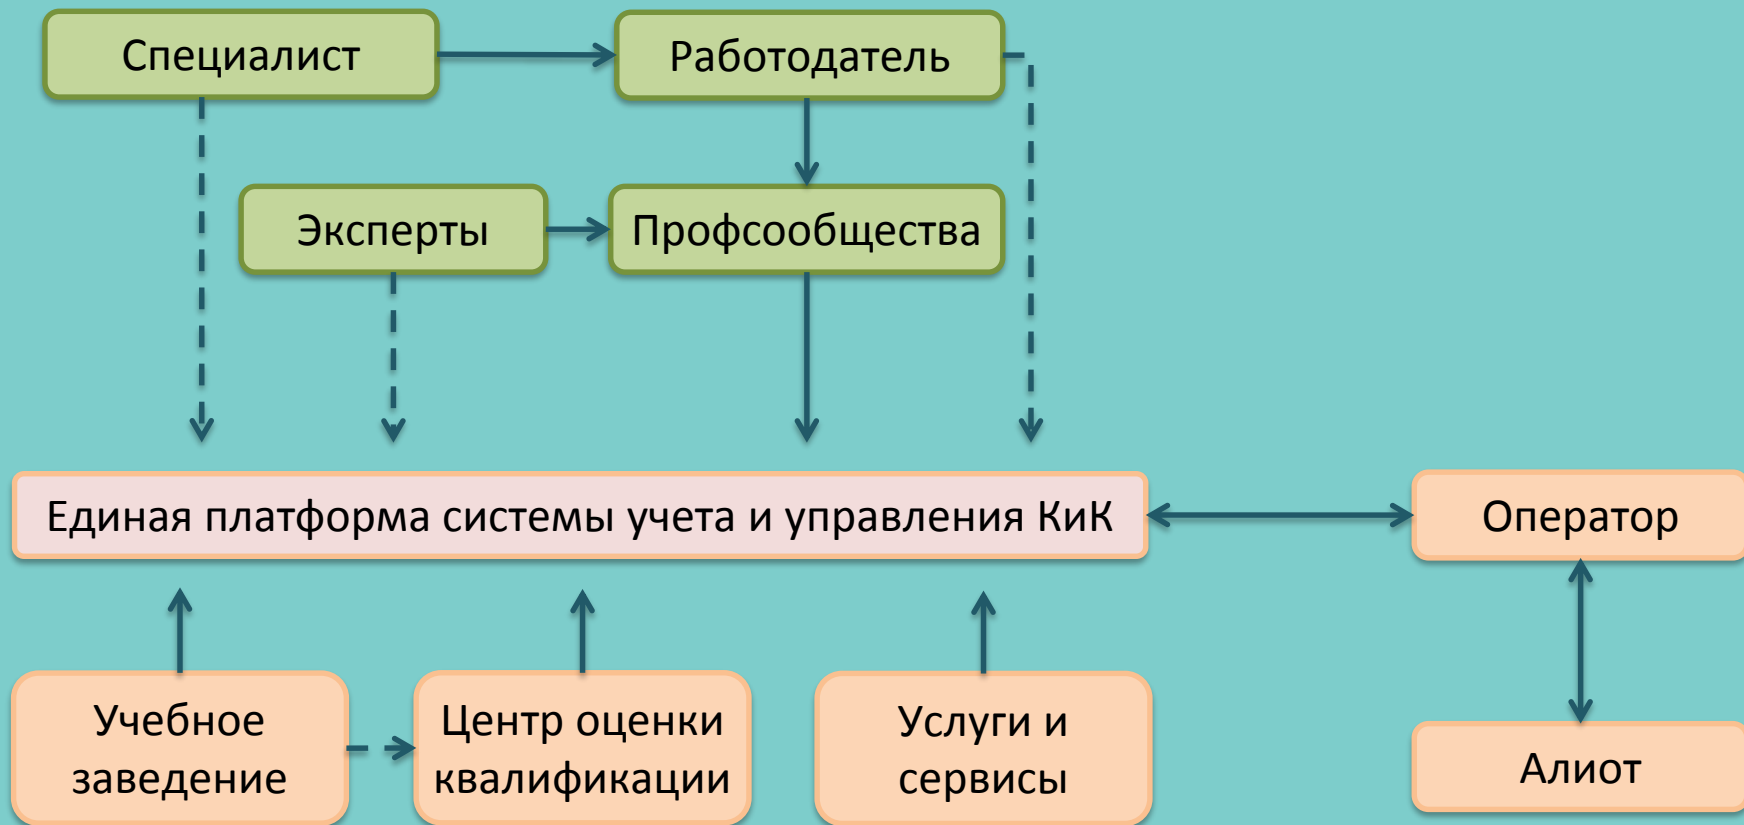 Специалист
Работодатель
Эксперты
Профсообщества
Единая платформа системы учета и управления КиК
Оператор
Учебное
заведение
Центр оценки
квалификации
Услуги и
сервисы
Алиот